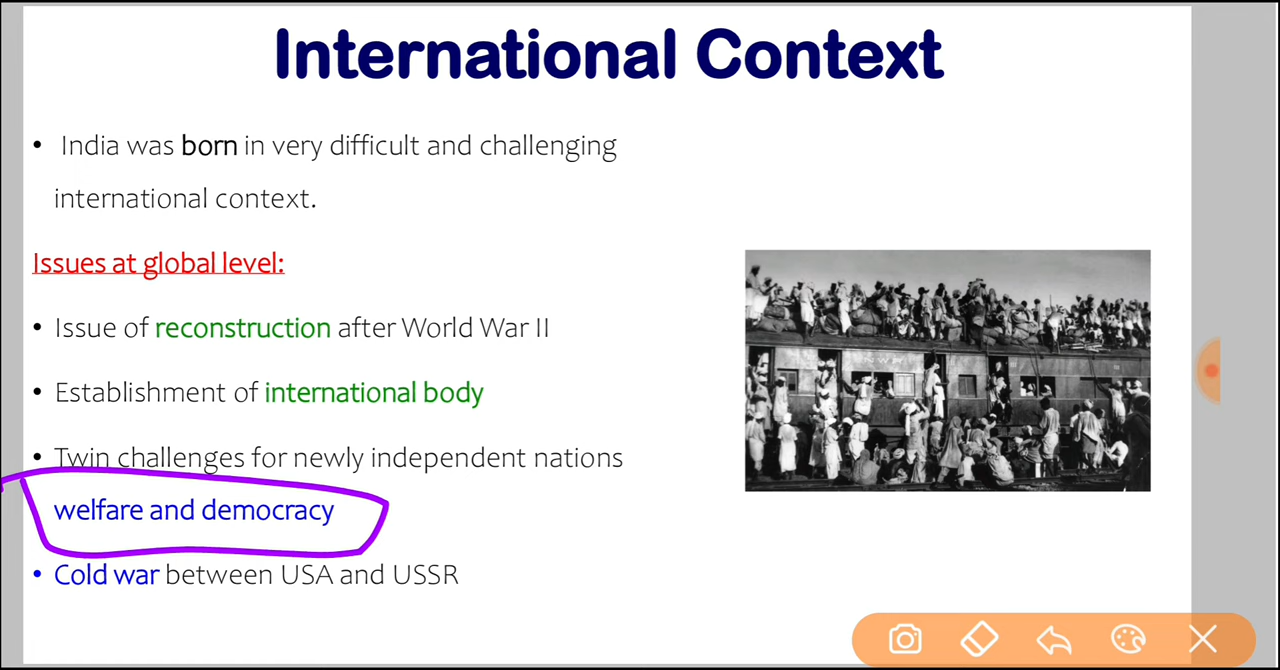 International Context
• India was born in very difficult and challenging
international context.
Issues at global level:
• Issue of reconstruction after World War II
• Establishment of international body
• Twin challenges for newly independent nations
welfare and democracy
• Cold war between USA and USSR